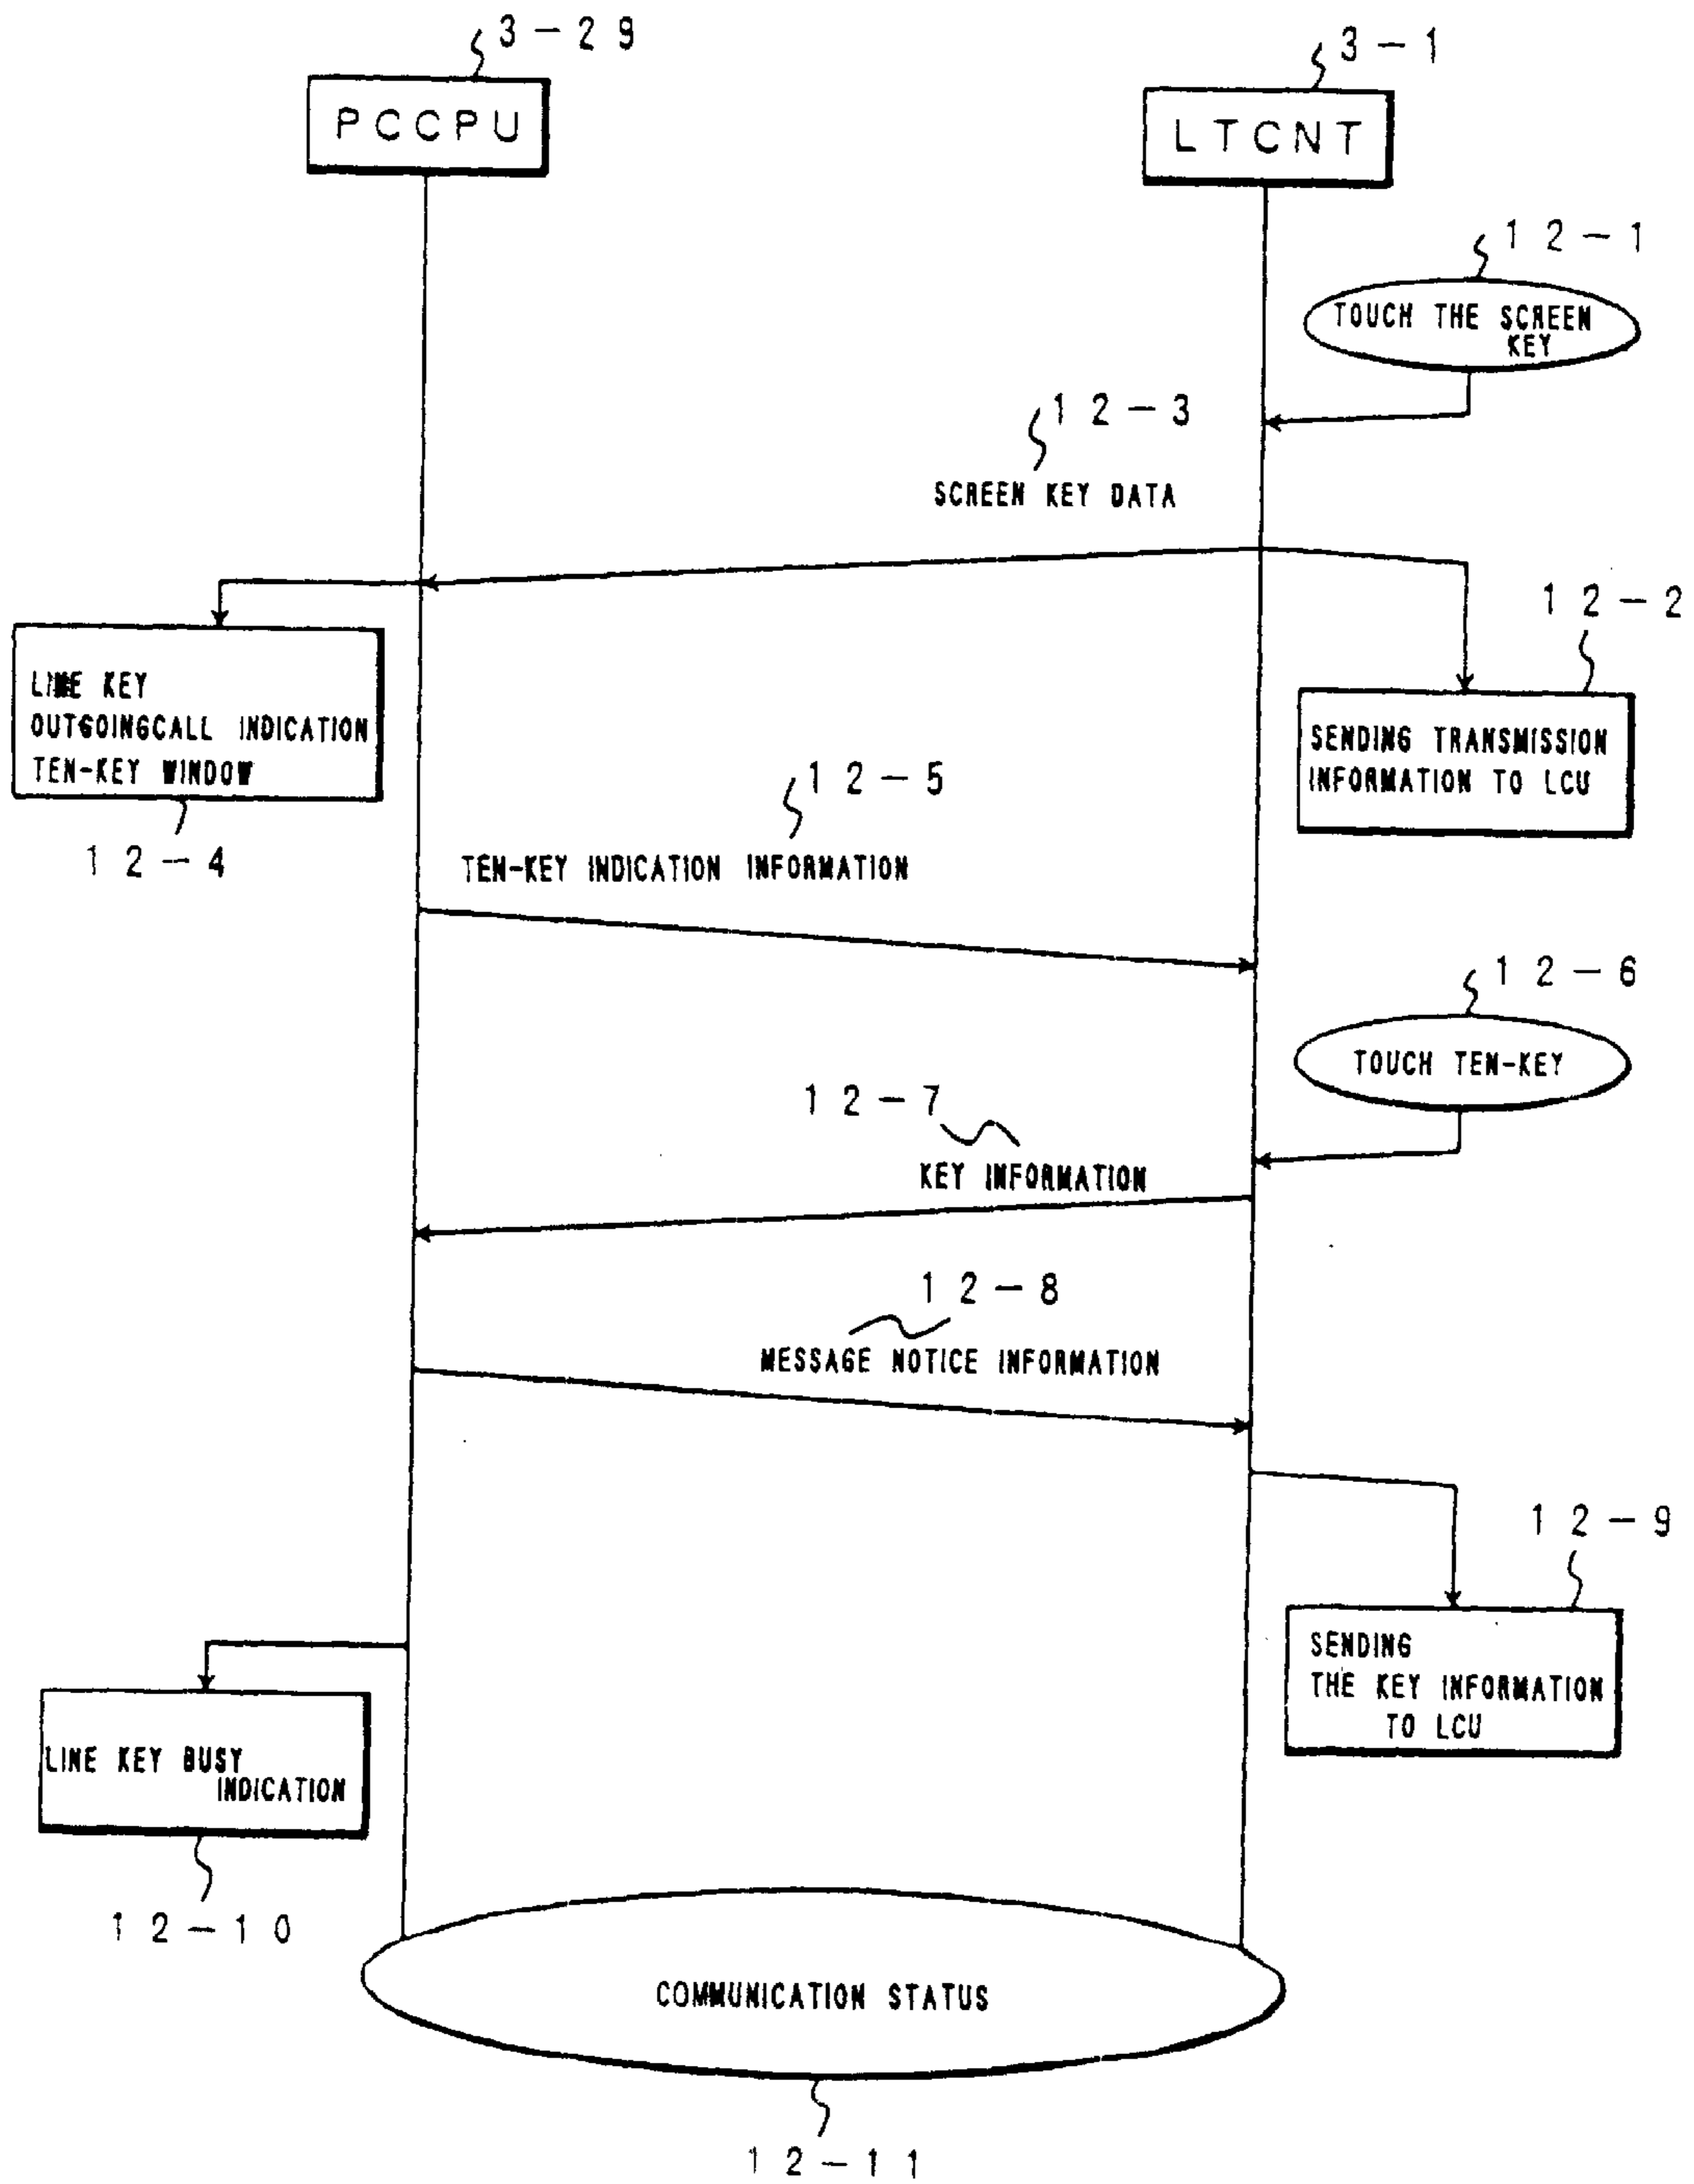 3-29
3-1
PCCPU
LTCNT
12-1
TOUCH THE SCREEN
KEY
12-3
SCREEN KEY DATA
12-2
LINE KEY
OUTGOINGCALL INDICATION
TEN-KEY WINDOW
SENDING TRANSMISSION
INFORMATION TO LCU
12-4
12-5
TEN-KEY INDICATION INFORMATION
12-6
TOUCH TEN-KEY
12-7
KEY INFORMATION
12-8
MESSAGE NOTICE INFORMATION
12-9
SENDING
THE KEY INFORMATION
TO LCU
LINE KEY BUSY
INDICATION
12-10
COMMUNICATION STATUS
12-11